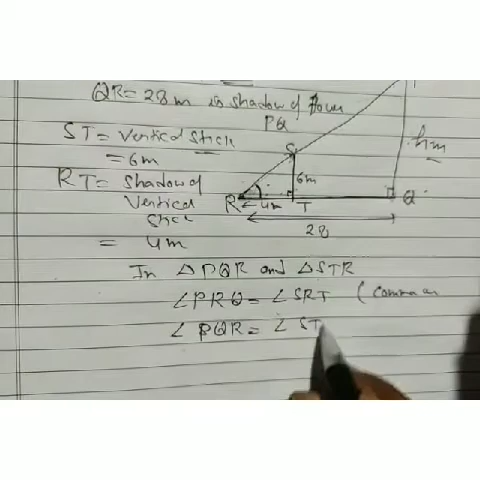 QR = 28 m is shadow of Tower
PQ
ST = Vertical Stick
= 6m
RT = Shadow of
Vertical
Stick
= 4m
S
6m
hm
R
4m
T
Q
28
In △ PQR and △STR
∠PRQ = ∠SRT (Common
∠PQR = ∠ST